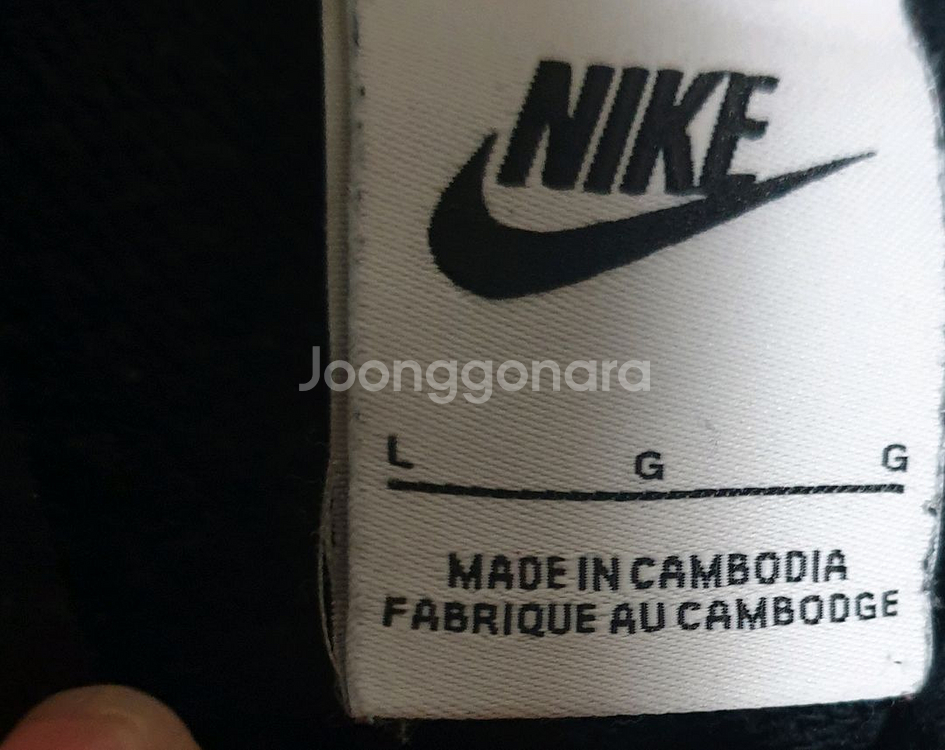 NIKE
Joonggonara
L G G
MADE IN CAMBODIA
FABRIQUE AU CAMBODGE